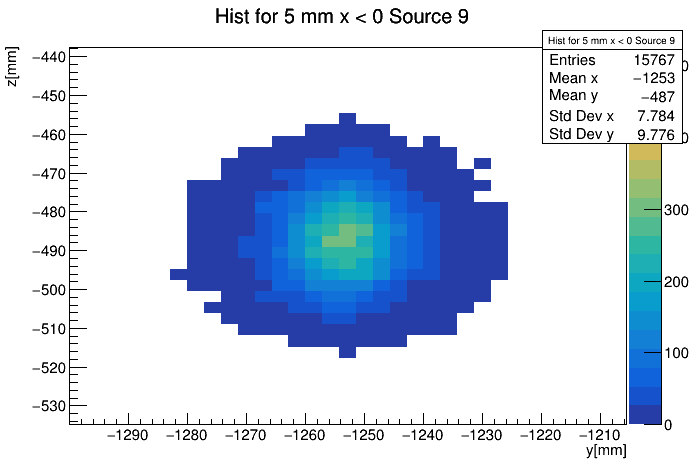 Hist for 5 mm x < 0 Source 9
z[mm]
−440
−450
−460
−470
−480
−490
−500
−510
−520
−530
−1290
−1280
−1270
−1260
−1250
−1240
−1230
−1220
−1210
y[mm]
Hist for 5 mm x < 0 Source 9
Entries 15767
Mean x −1253
Mean y −487
Std Dev x 7.784
Std Dev y 9.776
0
0
300
200
100
0